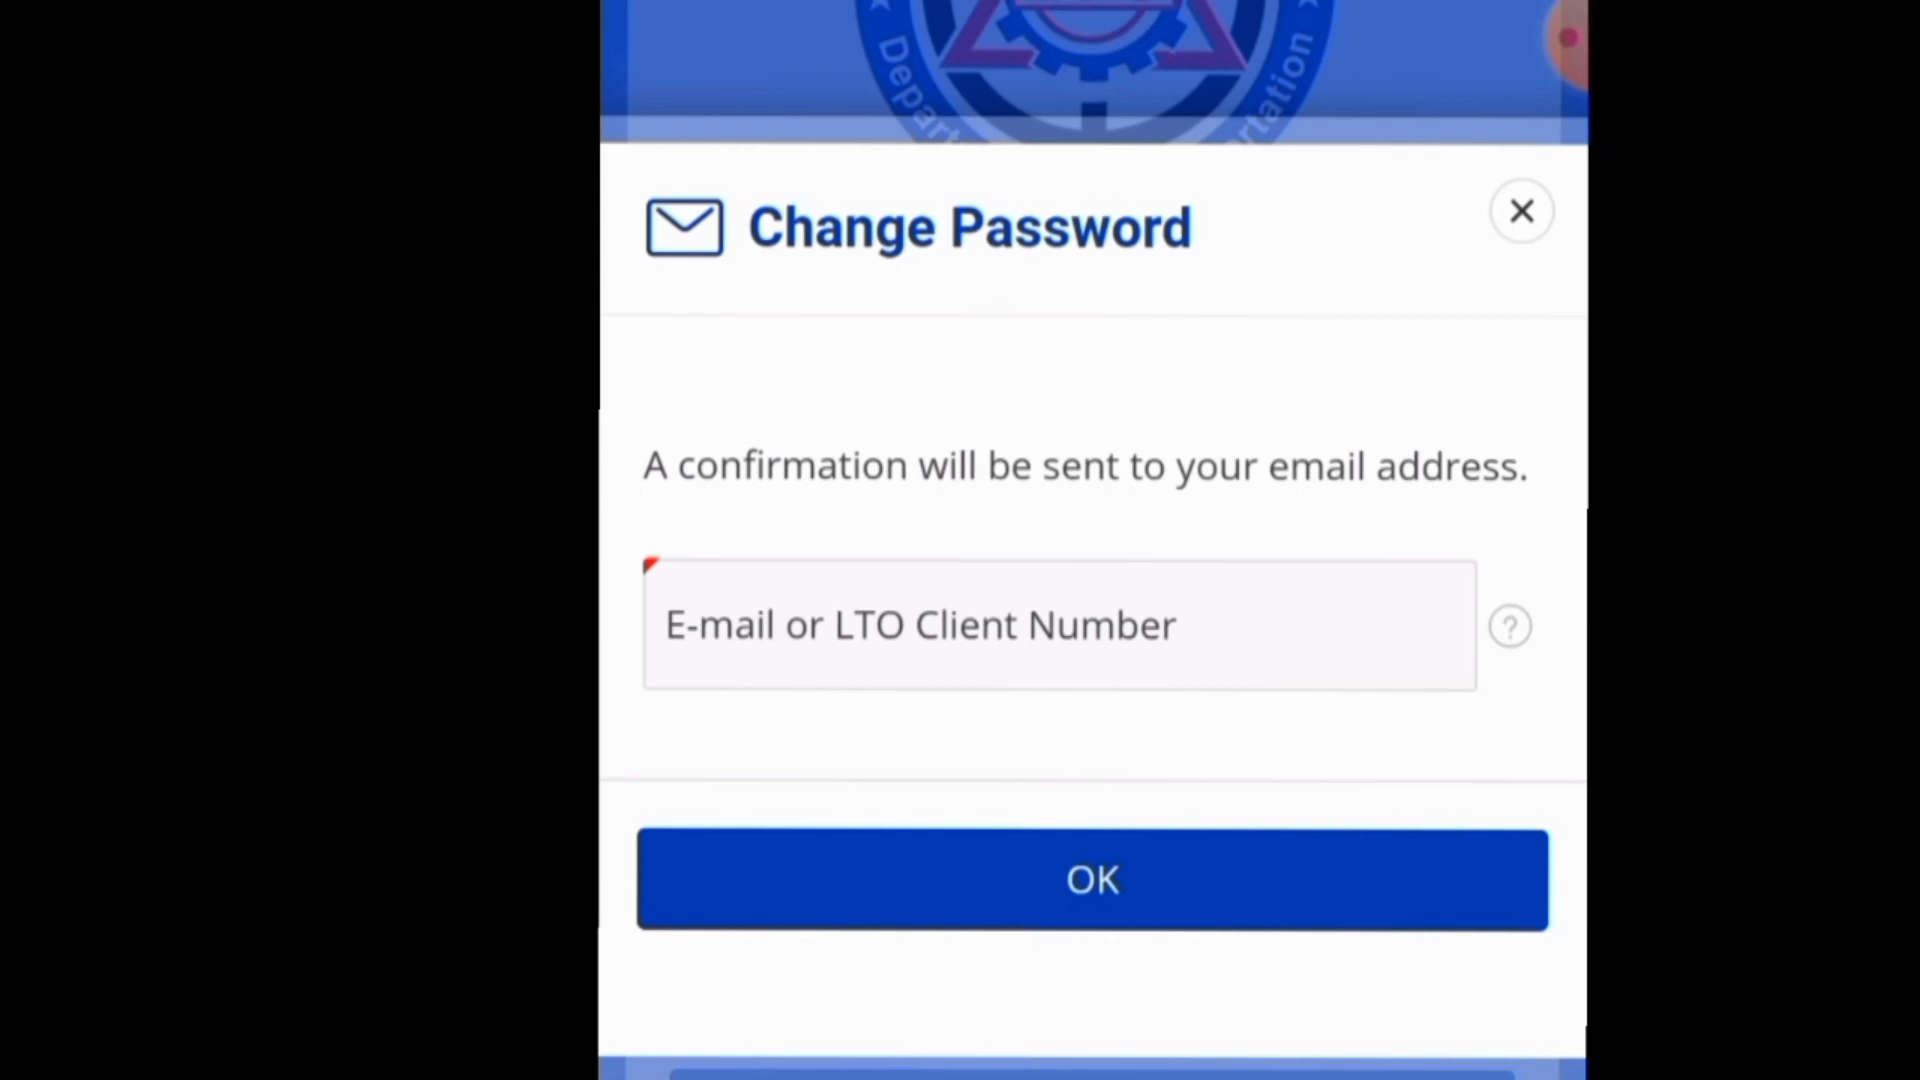 Change Password
A confirmation will be sent to your email address.
E-mail or LTO Client Number
?
OK